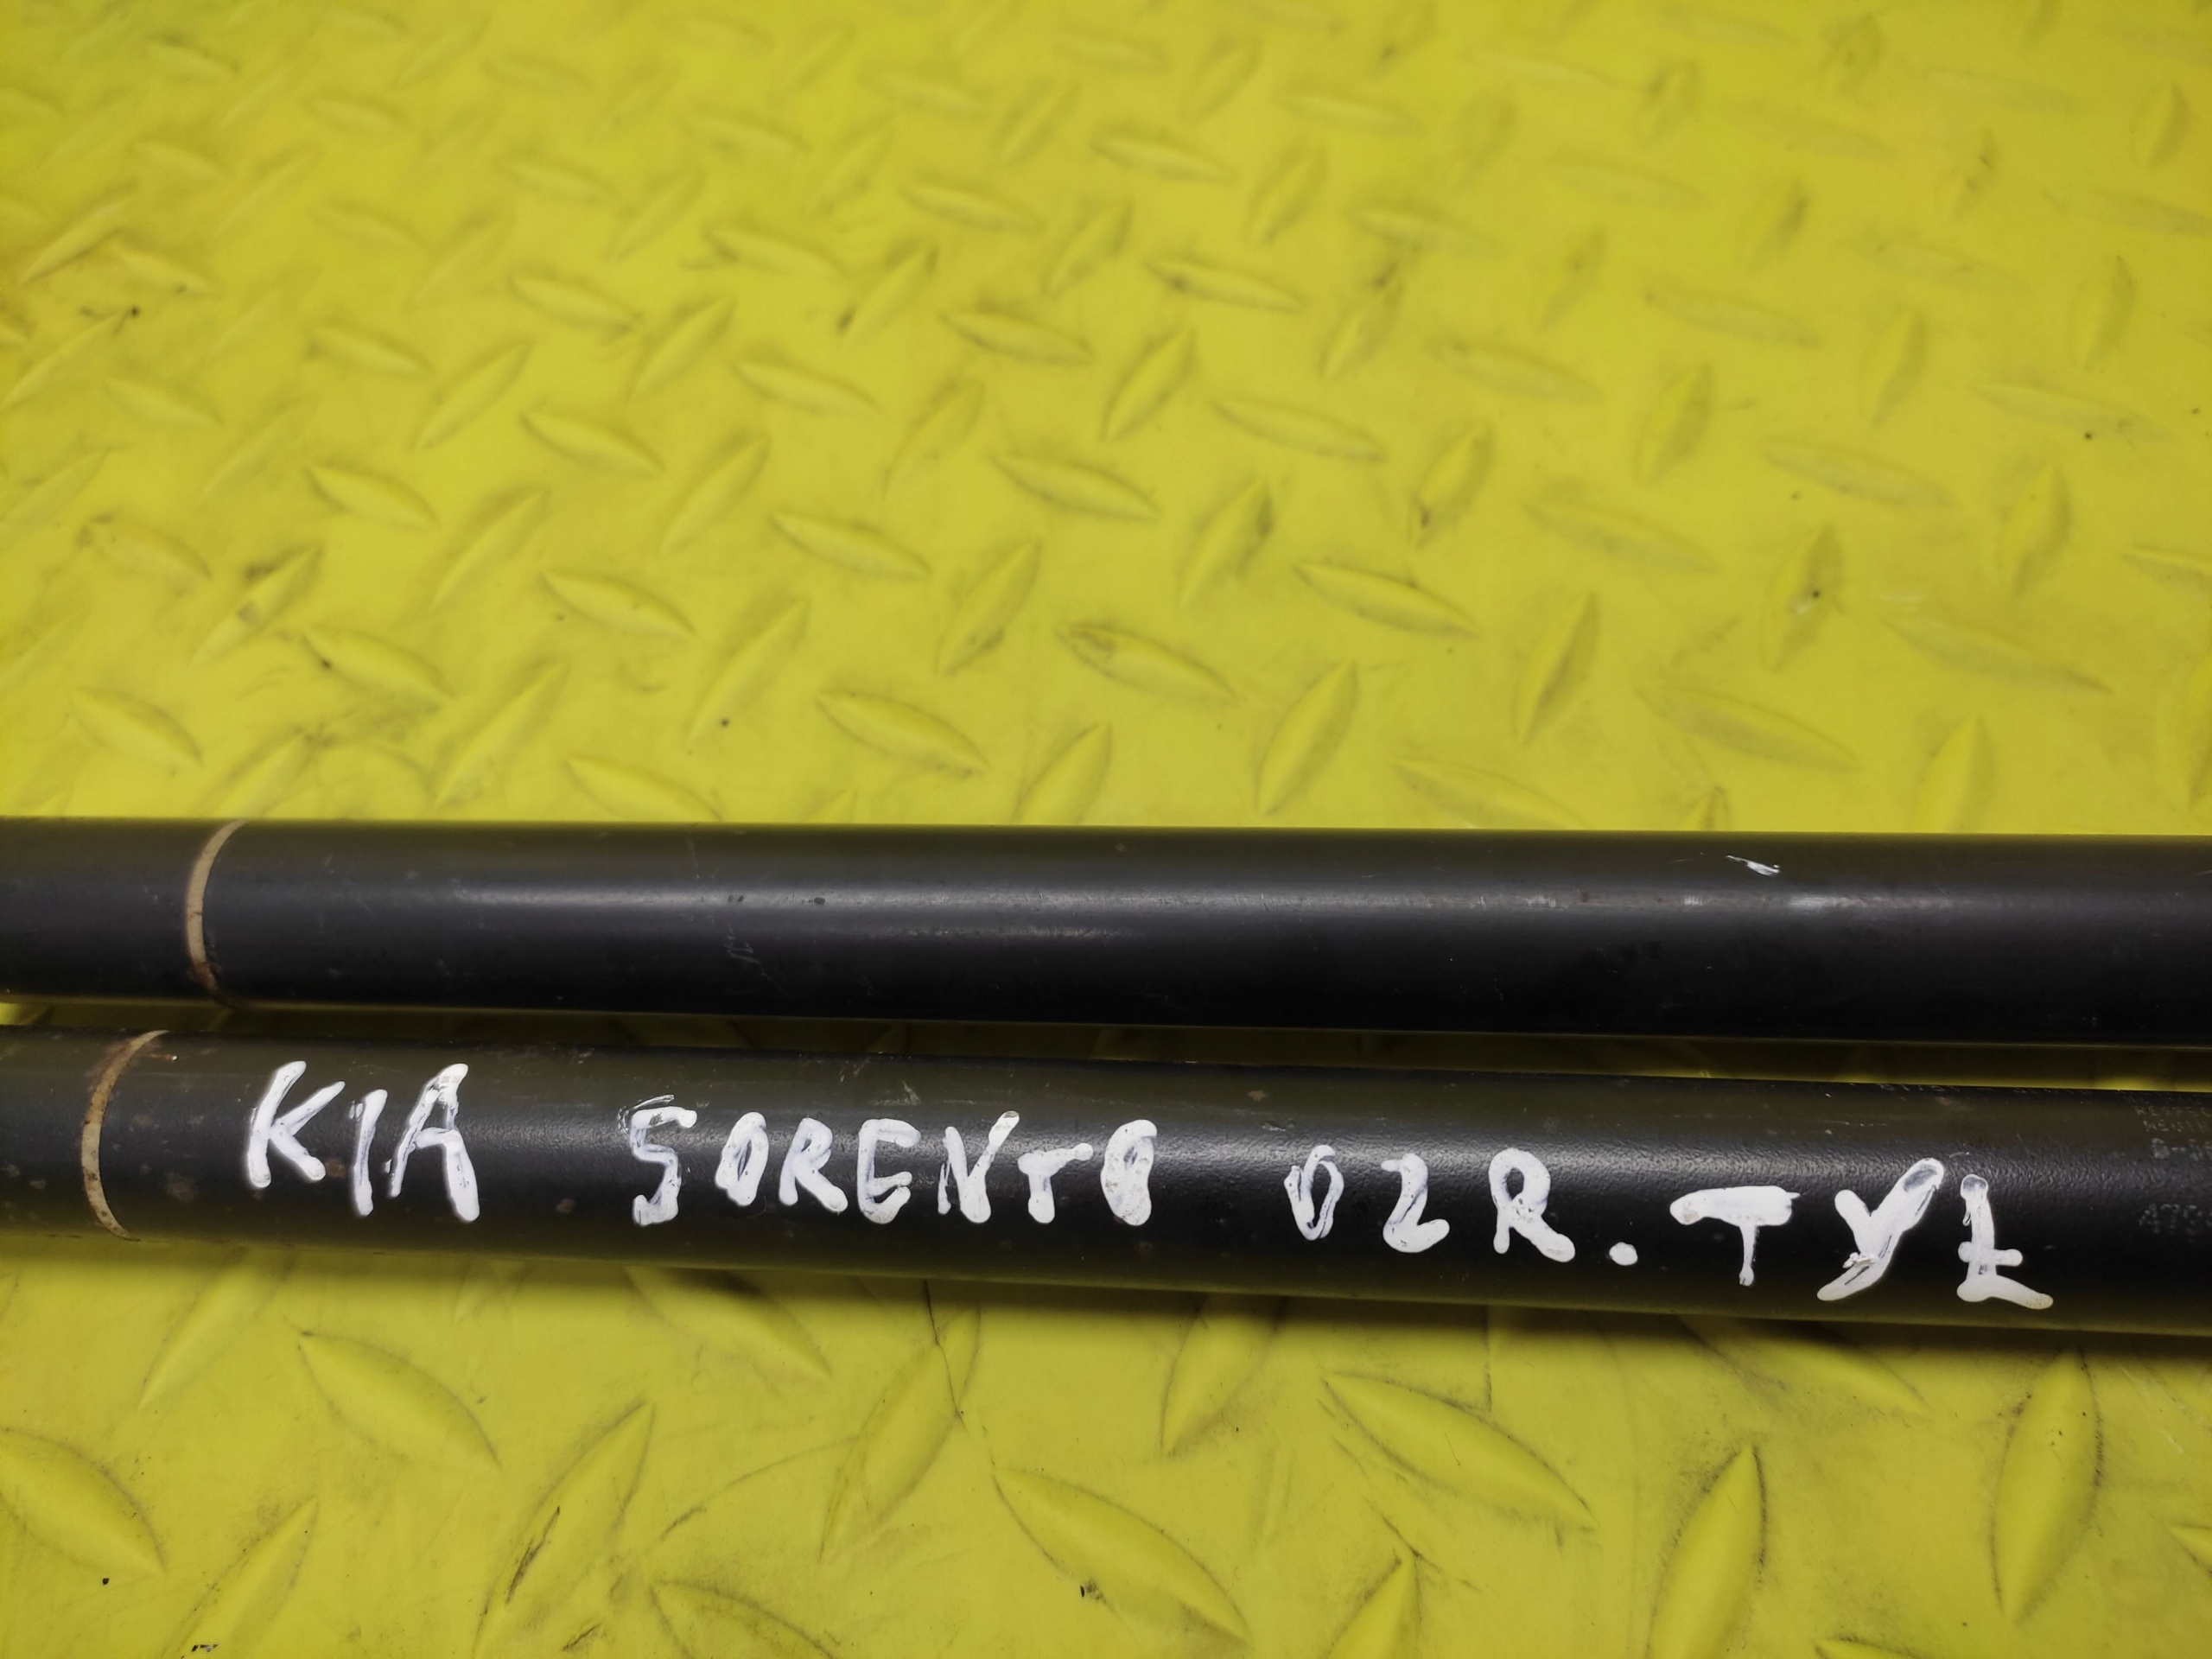 KIA SORENTO 02R. TYŁ